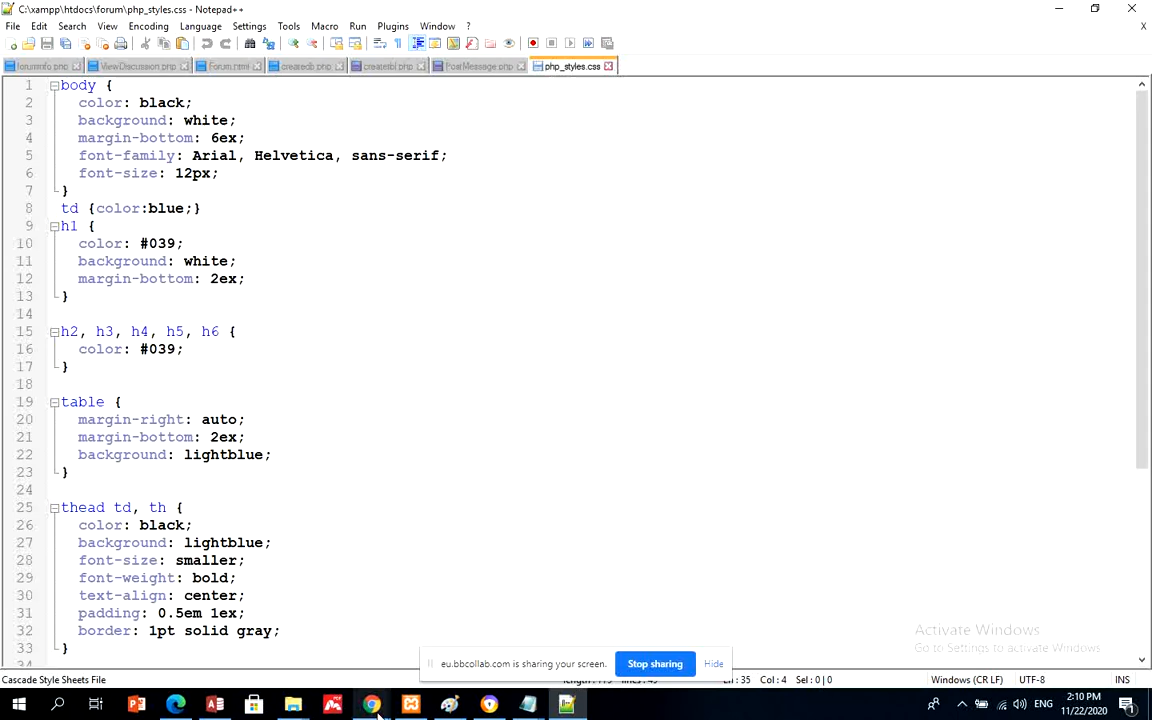 C:\xampp\htdocs\forum\php_styles.css - Notepad++
File Edit Search View Encoding Language Settings Tools Macro Run Plugins Window ? X
foruminfo.php ViewDiscussion.php Forum.html createdb.php createtbl.php PostMessage.php php_styles.css
1 body {
2 color: black;
3 background: white;
4 margin-bottom: 6ex;
5 font-family: Arial, Helvetica, sans-serif;
6 font-size: 12px;
7 }
8 td {color:blue;}
9 h1 {
10 color: #039;
11 background: white;
12 margin-bottom: 2ex;
13 }
14
15 h2, h3, h4, h5, h6 {
16 color: #039;
17 }
18
19 table {
20 margin-right: auto;
21 margin-bottom: 2ex;
22 background: lightblue;
23 }
24
25 thead td, th {
26 color: black;
27 background: lightblue;
28 font-size: smaller;
29 font-weight: bold;
30 text-align: center;
31 padding: 0.5em 1ex;
32 border: 1pt solid gray;
33 }
34
Activate Windows
Go to Settings to activate Windows.
eu.bbcollab.com is sharing your screen. Stop sharing Hide
Cascade Style Sheets File Ln : 35 Col : 4 Sel : 0 | 0 Windows (CR LF) UTF-8 INS
ENG 2:10 PM
11/22/2020